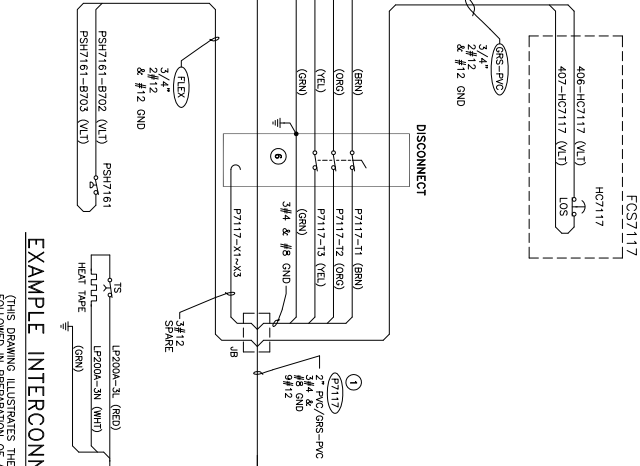 FCS7117
HC7117
406-HC7117 (VLT)
407-HC7117 (VLT)
LOS
GRS-PVC
3/4"
2#12
& #12 GND
DISCONNECT
(BRN)
(ORG)
(YEL)
(GRN)
6
P7117-T1 (BRN)
P7117-T2 (ORG)
P7117-T3 (YEL)
(GRN)
3#4 & #8 GND
P7117-X1~X3
3#12
SPARE
JB
1
P7117
2" PVC/GRS-PVC
3#4 &
#8 GND
9#12
FLEX
3/4"
2#12
& #12 GND
PSH7161
PSH7161-B702 (VLT)
PSH7161-B703 (VLT)
TS
HEAT TAPE
LP200A-3L (RED)
LP200A-3N (WHT)
(GRN)
EXAMPLE INTERCONN
(THIS DRAWING ILLUSTRATES THE
FOLLOWED IN PREPARATION OF